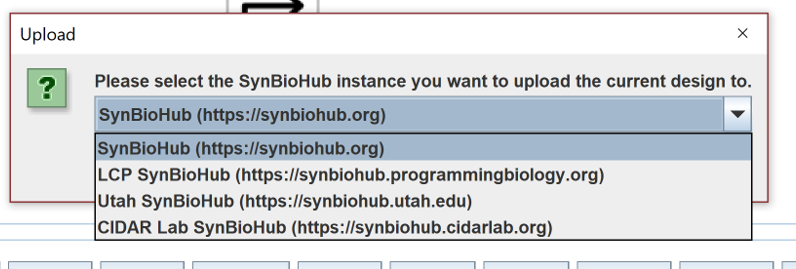 Upload
Please select the SynBioHub instance you want to upload the current design to.
SynBioHub (https://synbiohub.org)
SynBioHub (https://synbiohub.org)
LCP SynBioHub (https://synbiohub.programmingbiology.org)
Utah SynBioHub (https://synbiohub.utah.edu)
CIDAR Lab SynBioHub (https://synbiohub.cidarlab.org)